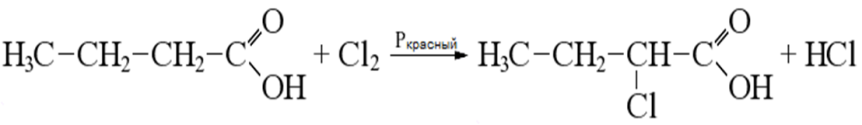 O O
H₃C–CH₂–CH₂–C + Cl₂ Pкрасный H₃C–CH₂–CH–C + HCl
OH Cl OH